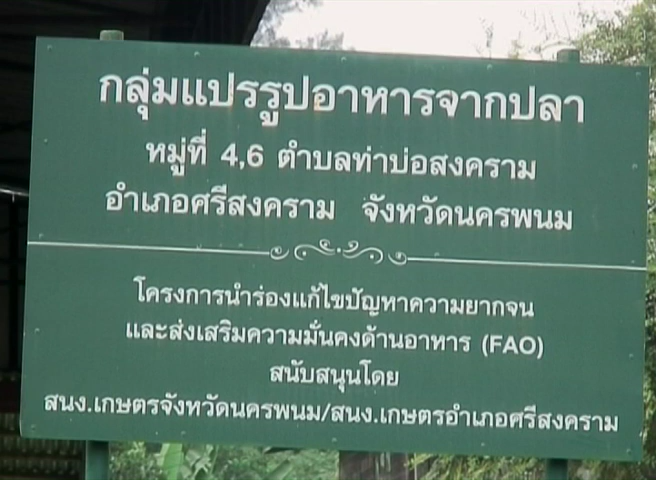 กลุ่มแปรรูปอาหารจากปลา
หมู่ที่ 4,6 ตำบลท่าบ่อสงคราม
อำเภอศรีสงคราม จังหวัดนครพนม
โครงการนำร่องแก้ไขปัญหาความยากจน
และส่งเสริมความมั่นคงด้านอาหาร (FAO)
สนับสนุนโดย
สนง.เกษตรจังหวัดนครพนม/สนง.เกษตรอำเภอศรีสงคราม